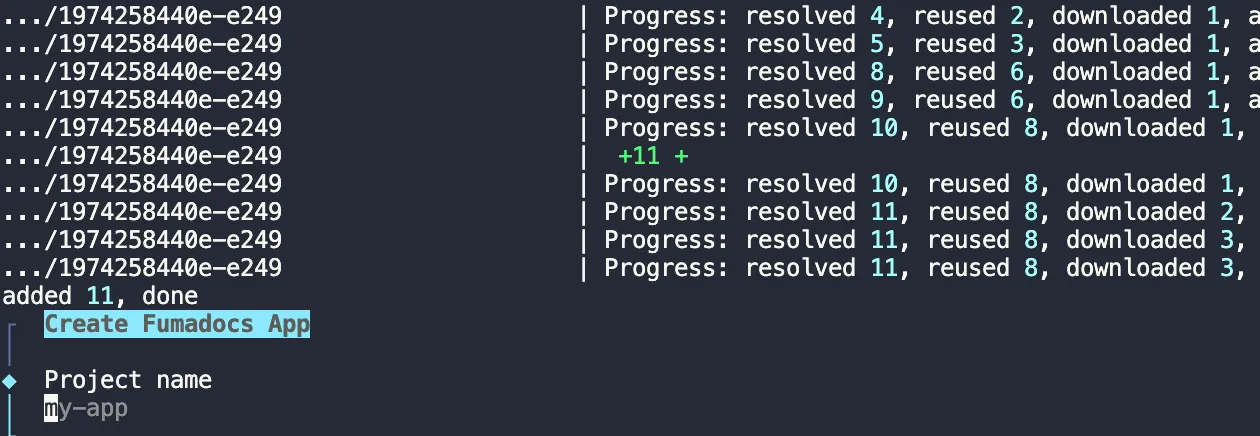 .../1974258440e-e249 | Progress: resolved 4, reused 2, downloaded 1, a
.../1974258440e-e249 | Progress: resolved 5, reused 3, downloaded 1, a
.../1974258440e-e249 | Progress: resolved 8, reused 6, downloaded 1, a
.../1974258440e-e249 | Progress: resolved 9, reused 6, downloaded 1, a
.../1974258440e-e249 | Progress: resolved 10, reused 8, downloaded 1,
.../1974258440e-e249 | +11 +
.../1974258440e-e249 | Progress: resolved 10, reused 8, downloaded 1,
.../1974258440e-e249 | Progress: resolved 11, reused 8, downloaded 2,
.../1974258440e-e249 | Progress: resolved 11, reused 8, downloaded 3,
.../1974258440e-e249 | Progress: resolved 11, reused 8, downloaded 3,
added 11, done
Create Fumadocs App
◆ Project name
my-app